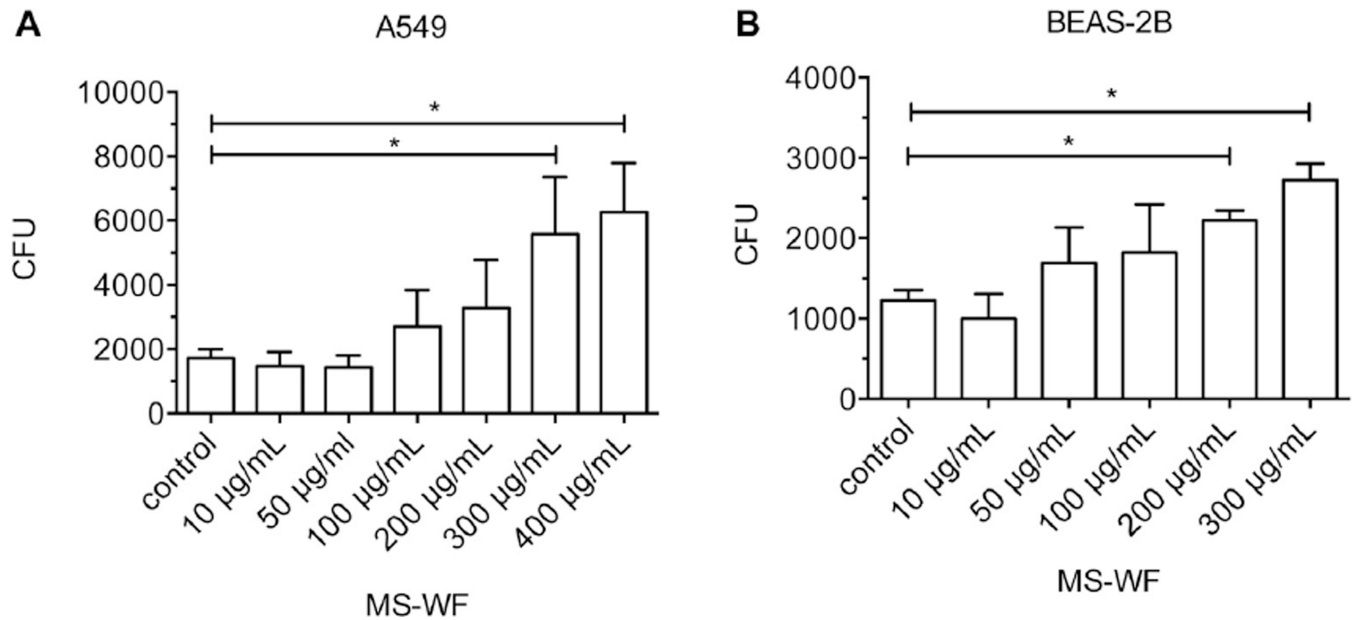 A
A549
10000
8000
6000
4000
2000
0
CFU
*
*
control
10 µg/mL
50 µg/ml
100 µg/mL
200 µg/mL
300 µg/mL
400 µg/mL
MS-WF
B
BEAS-2B
4000
3000
2000
1000
0
CFU
*
*
control
10 µg/mL
50 µg/mL
100 µg/mL
200 µg/mL
300 µg/mL
MS-WF